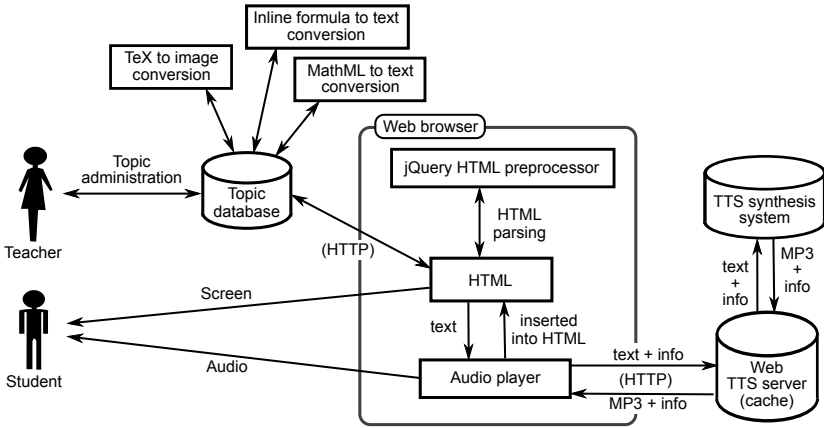 Inline formula to text
conversion
TeX to image
conversion
MathML to text
conversion
Web browser
jQuery HTML preprocessor
Topic
administration
Topic
database
TTS synthesis
system
Teacher
HTML
parsing
(HTTP)
HTML
text
+
info
MP3
+
info
Screen
text
inserted
into HTML
Student
Audio
Audio player
text + info
(HTTP)
MP3 + info
Web
TTS server
(cache)